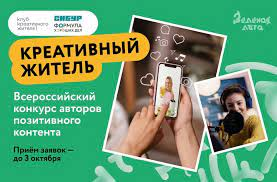 клуб
креативного
жителя
СИБУР
ФОРМУЛА
ХОРОШИХ ДЕЛ
Зеленое
лето
КРЕАТИВНЫЙ
ЖИТЕЛЬ
Всероссийский
конкурс авторов
позитивного
контента
Приём заявок —
до 3 октября